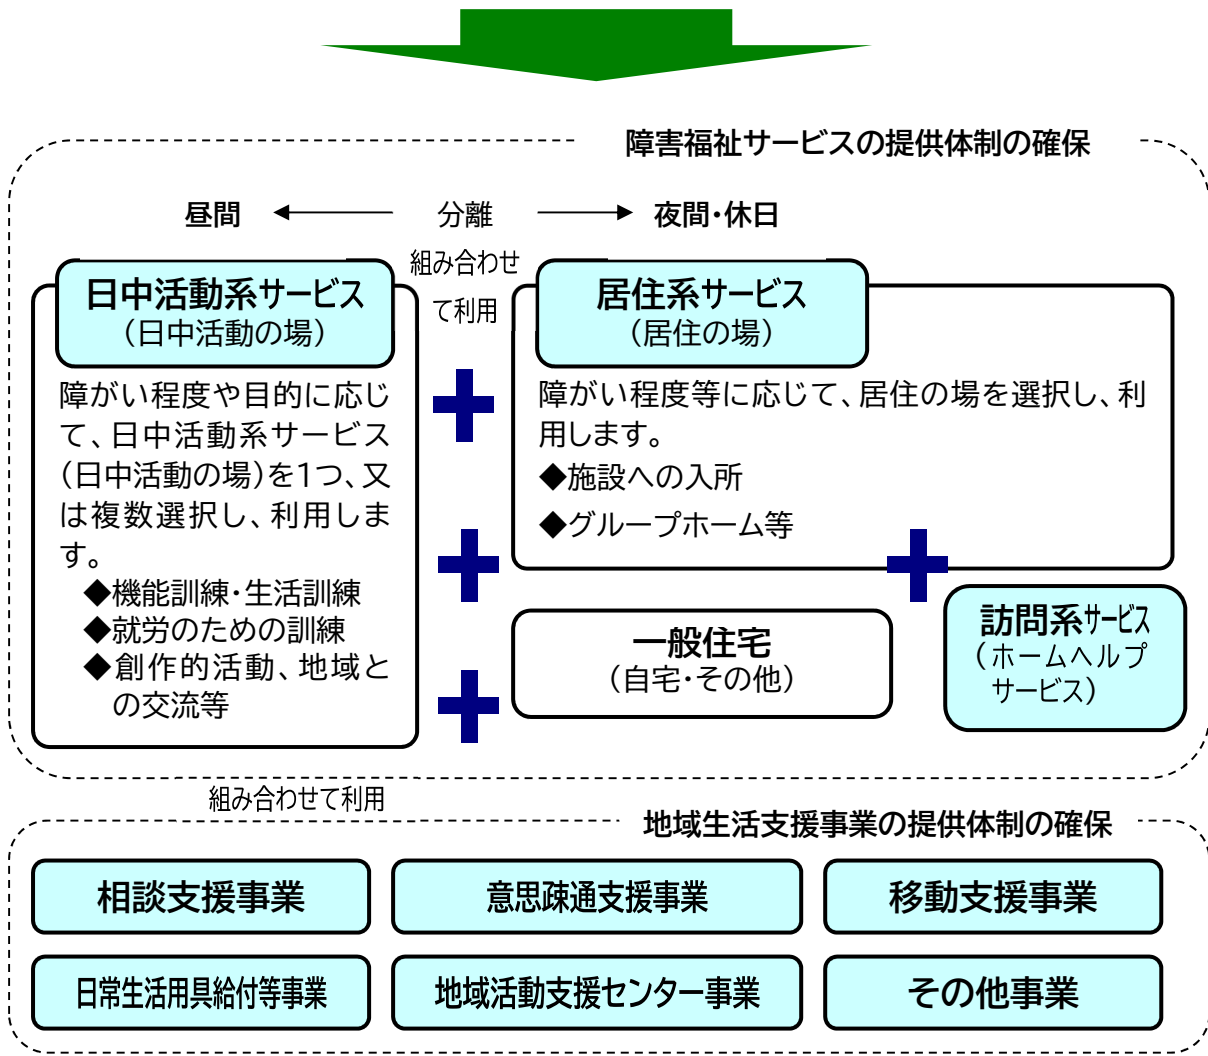 障害福祉サービスの提供体制の確保
昼間
分離
夜間・休日
組み合わせ
て利用
日中活動系サービス
（日中活動の場）
障がい程度や目的に応じ
て、日中活動系サービス
（日中活動の場）を1つ、又
は複数選択し、利用しま
す。
◆機能訓練・生活訓練
◆就労のための訓練
◆創作的活動、地域と
の交流等
居住系サービス
（居住の場）
障がい程度等に応じて、居住の場を選択し、利
用します。
◆施設への入所
◆グループホーム等
一般住宅
（自宅・その他）
訪問系サービス
（ホームヘルプ
サービス）
組み合わせて利用
地域生活支援事業の提供体制の確保
相談支援事業
意思疎通支援事業
移動支援事業
日常生活用具給付等事業
地域活動支援センター事業
その他事業